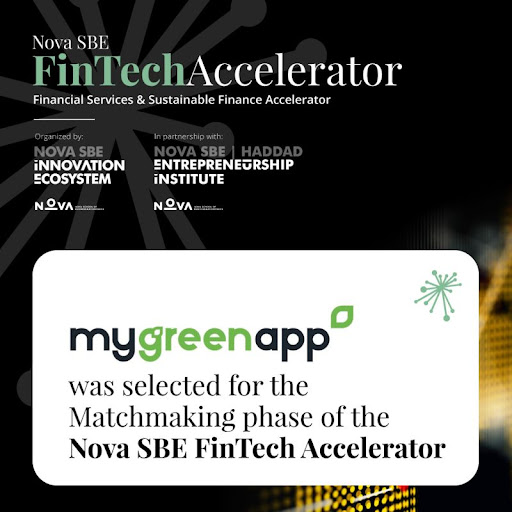 Nova SBE
FinTechAccelerator
Financial Services & Sustainable Finance Accelerator
Organized by:
NOVA SBE
INNOVATION
ECOSYSTEM
NOVA
In partnership with:
NOVA SBE | HADDAD
ENTREPRENEURSHIP
INSTITUTE
NOVA
mygreenapp
was selected for the
Matchmaking phase of the
Nova SBE FinTech Accelerator